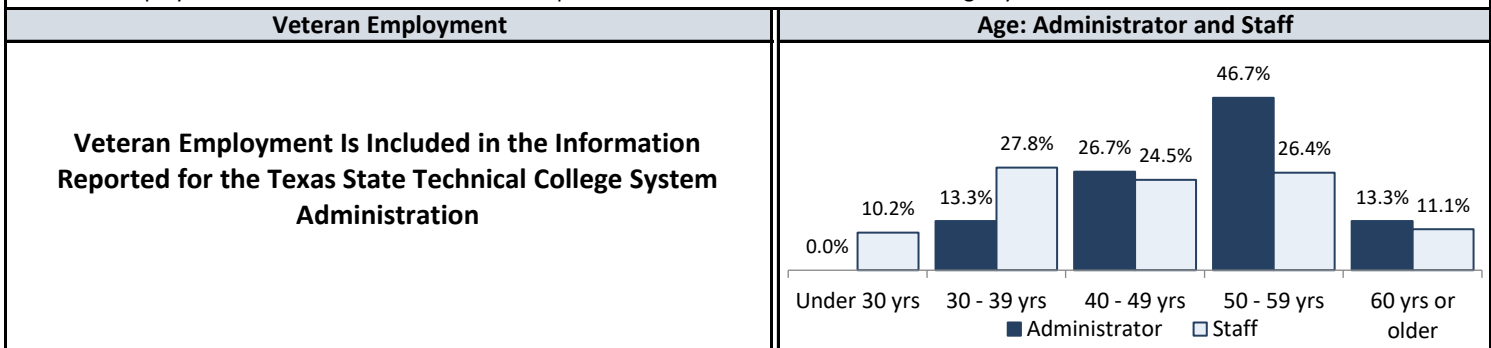 Veteran Employment
Age: Administrator and Staff
Veteran Employment Is Included in the Information
Reported for the Texas State Technical College System
Administration
46.7%
27.8%
26.7%
24.5%
26.4%
10.2%
13.3%
13.3%
11.1%
0.0%
Under 30 yrs
30 - 39 yrs
40 - 49 yrs
50 - 59 yrs
60 yrs or
older
Administrator
Staff